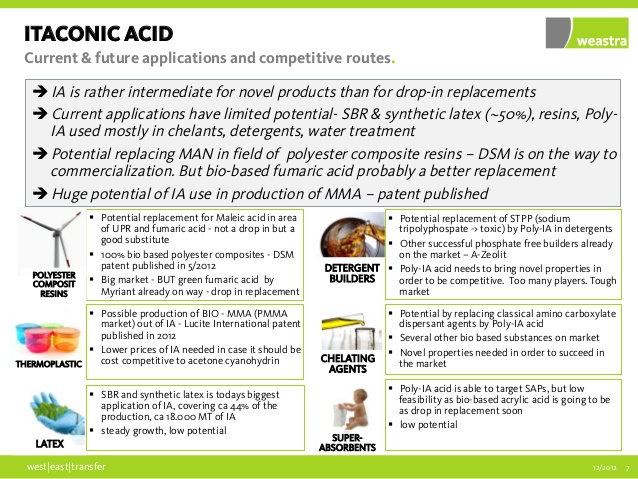 ITACONIC ACID
Current & future applications and competitive routes.
weastra
➔ IA is rather intermediate for novel products than for drop-in replacements
➔ Current applications have limited potential- SBR & synthetic latex (~50%), resins, Poly-
IA used mostly in chelants, detergents, water treatment
➔ Potential replacing MAN in field of polyester composite resins – DSM is on the way to
commercialization. But bio-based fumaric acid probably a better replacement
➔ Huge potential of IA use in production of MMA – patent published
POLYESTER
COMPOSIT
RESINS
▪ Potential replacement for Maleic acid in area
of UPR and fumaric acid - not a drop in but a
good substitute
▪ 100% bio based polyester composites - DSM
patent published in 5/2012
▪ Big market - BUT green fumaric acid by
Myriant already on way - drop in replacement
DETERGENT
BUILDERS
▪ Potential replacement of STPP (sodium
tripolyphospate -> toxic) by Poly-IA in detergents
▪ Other successful phosphate free builders already
on the market – A-Zeolit
▪ Poly-IA acid needs to bring novel properties in
order to be competitive. Too many players. Tough
market
THERMOPLASTIC
▪ Possible production of BIO - MMA (PMMA
market) out of IA - Lucite International patent
published in 2012
▪ Lower prices of IA needed in case it should be
cost competitive to acetone cyanohydrin
CHELATING
AGENTS
▪ Potential by replacing classical amino carboxylate
dispersant agents by Poly-IA acid
▪ Several other bio based substances on market
▪ Novel properties needed in order to succeed in
the market
LATEX
▪ SBR and synthetic latex is todays biggest
application of IA, covering ca 44% of the
production, ca 18.000 MT of IA
▪ steady growth, low potential
SUPER-
ABSORBENTS
▪ Poly-IA acid is able to target SAPs, but low
feasibility as bio-based acrylic acid is going to be
as drop in replacement soon
▪ low potential
west|east|transfer
12/2012 7